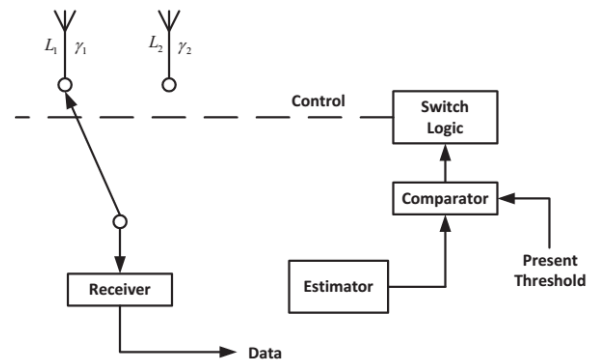 L1 γ1
L2 γ2
Control
Switch
Logic
Comparator
Present
Threshold
Receiver
Estimator
Data